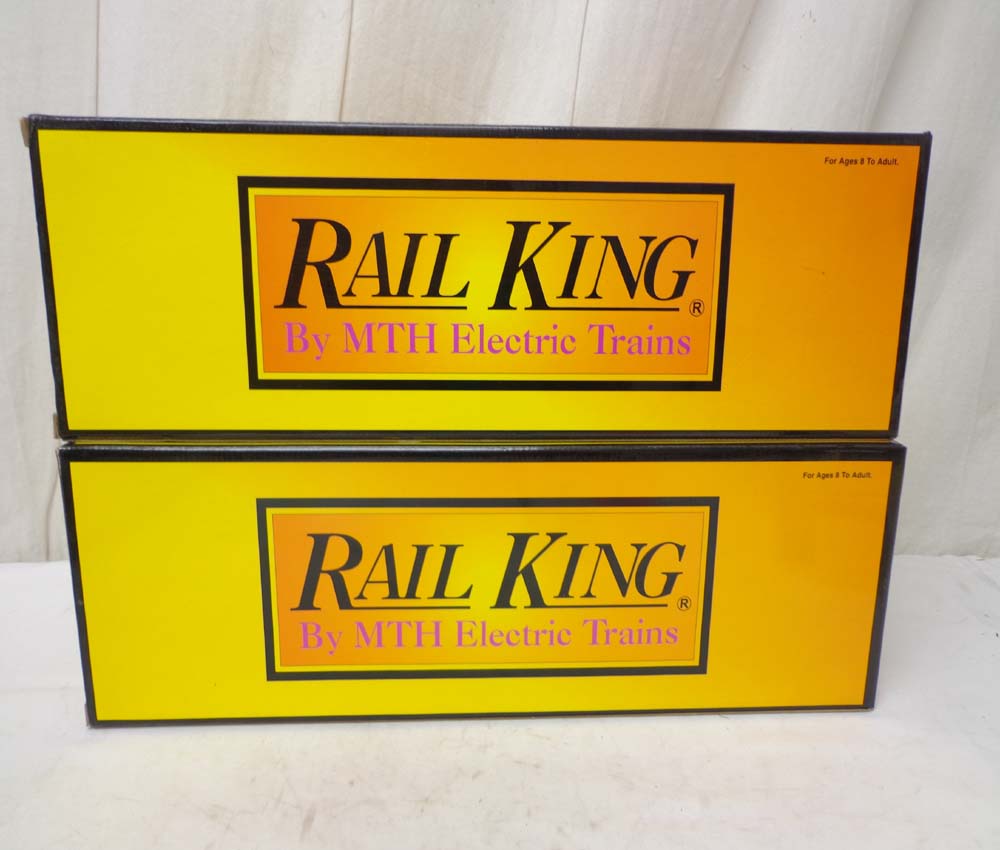 For Ages 8 To Adult.
RAIL KING®
By MTH Electric Trains
For Ages 8 To Adult.
RAIL KING®
By MTH Electric Trains